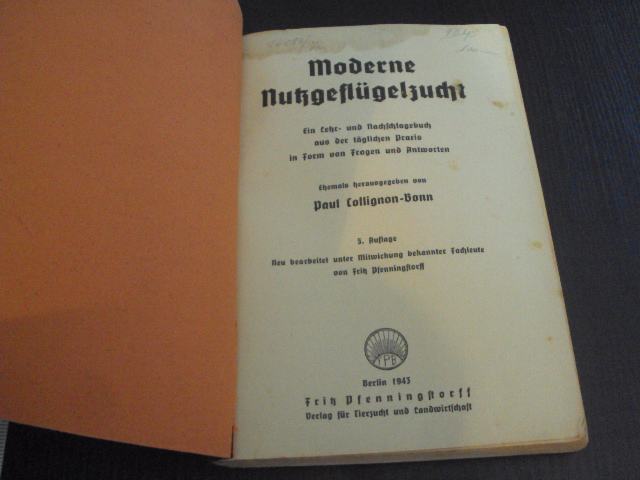 Moderne
Nutzgeflügelzucht
Ein Lehr- und Nachschlagebuch
aus der täglichen Praxis
in Form von Fragen und Antworten
Ehemals herausgegeben von
Paul Collignon-Bonn
5. Auflage
Neu bearbeitet unter Mitwirkung bekannter Fachleute
von Fritz Pfenningstorff
FPB
Berlin 1943
Fritz Pfenningstorff
Verlag für Tierzucht und Landwirtschaft